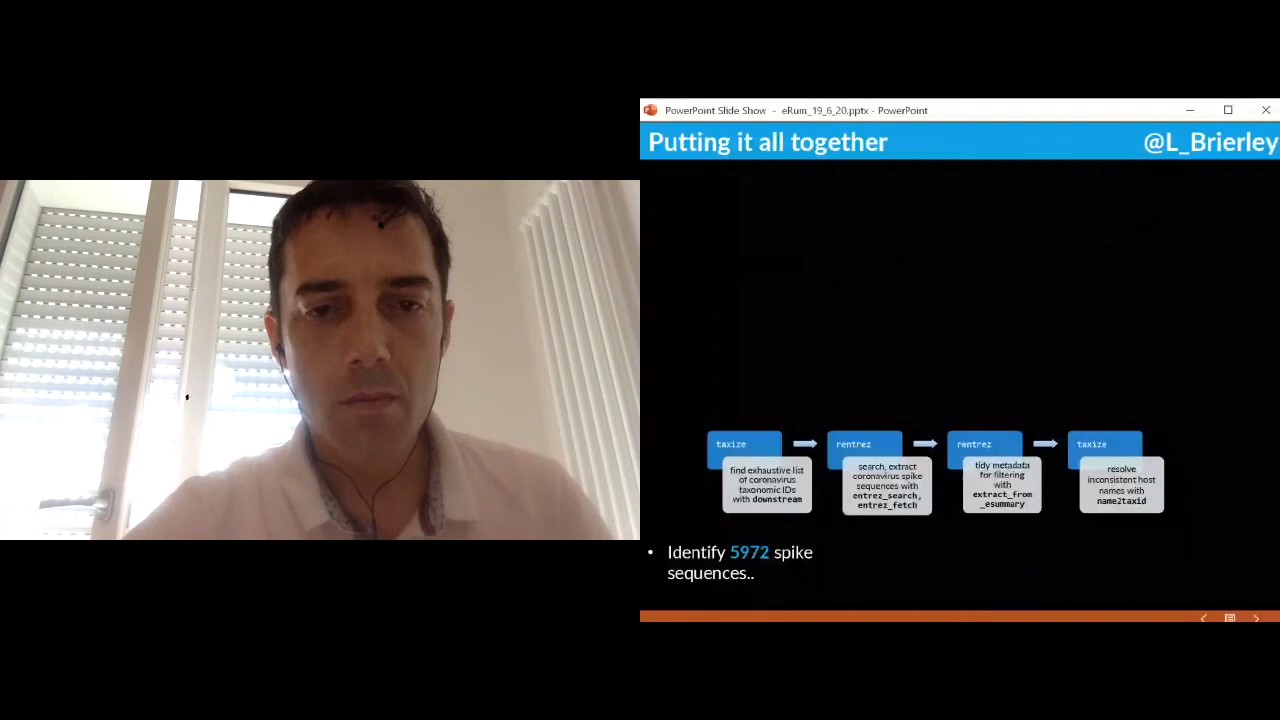 PowerPoint Slide Show - eRum_19_6_20.pptx - PowerPoint
Putting it all together
@L_Brierley
taxize
find exhaustive list
of coronavirus
taxonomic IDs
with downstream
rentrez
search, extract
coronavirus spike
sequences with
entrez_search,
entrez_fetch
rentrez
tidy metadata
for filtering
with
extract_from
_esummary
taxize
resolve
inconsistent host
names with
name2taxid
• Identify 5972 spike
sequences..